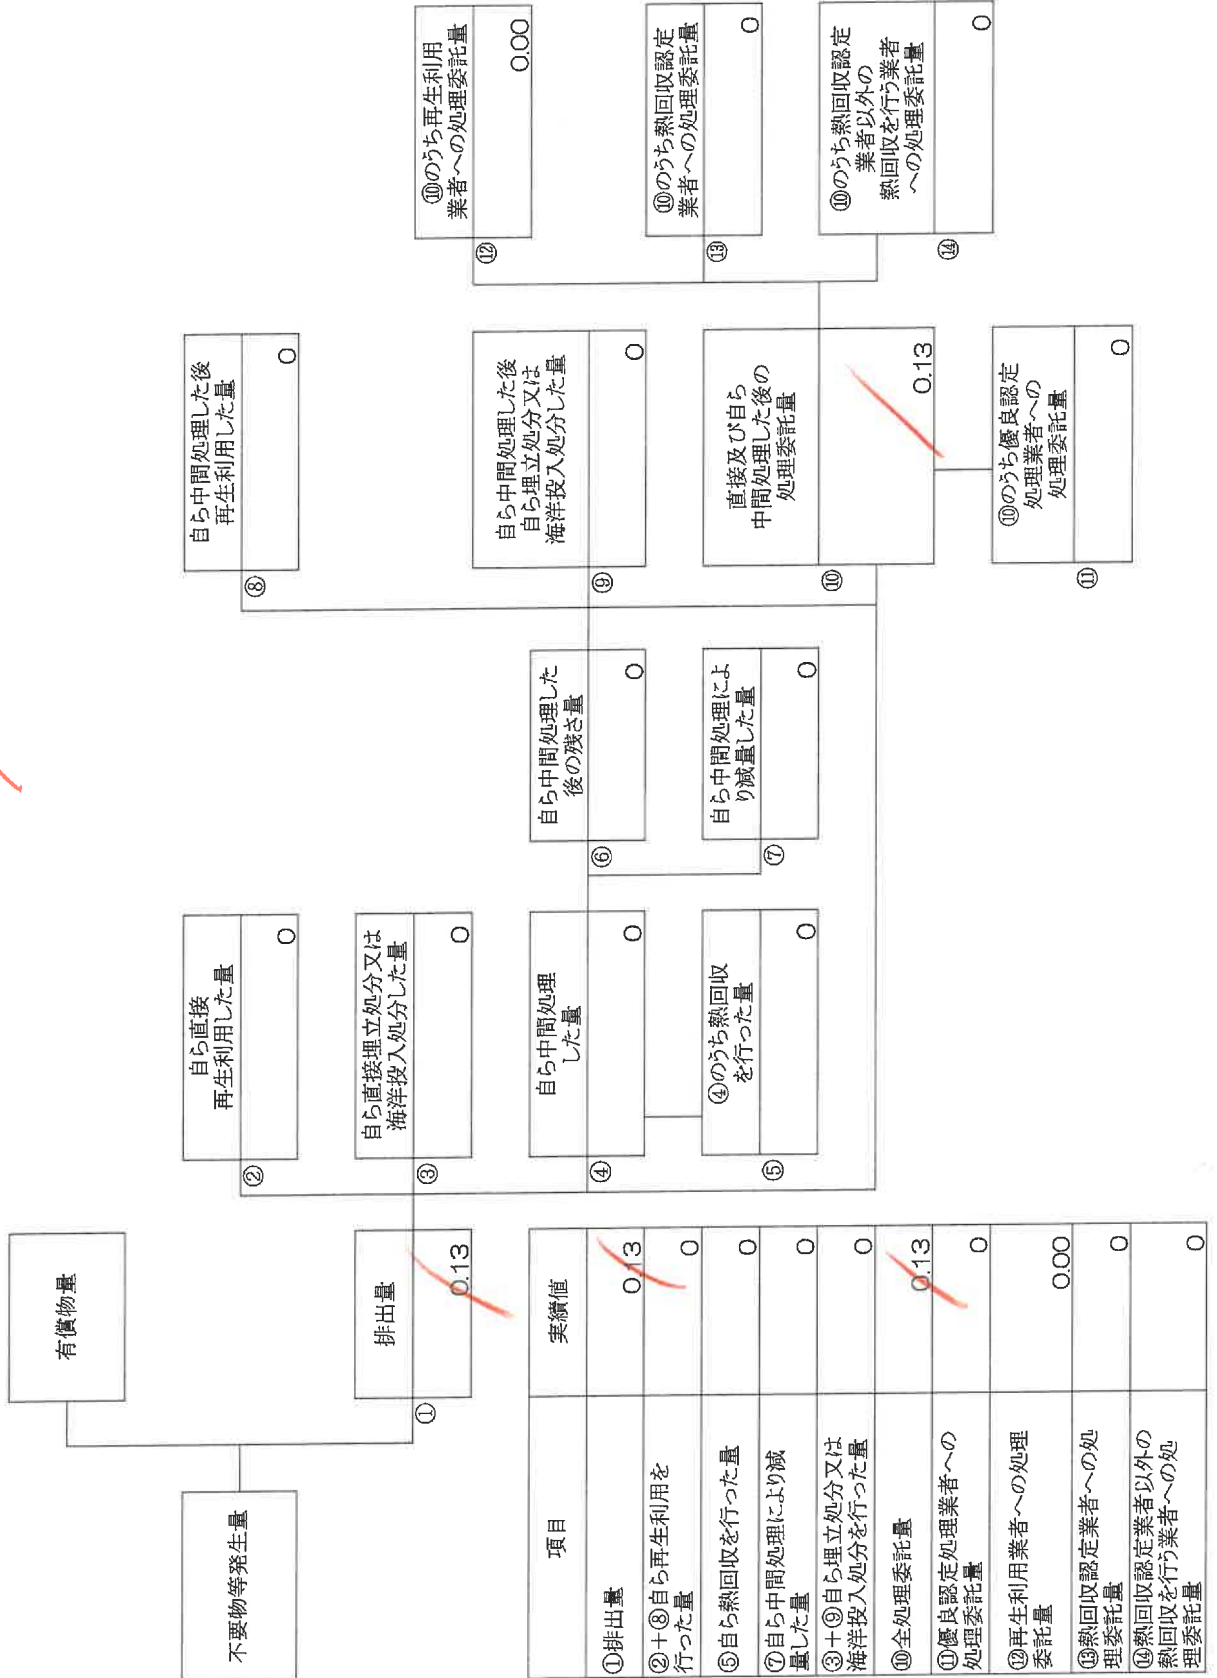 不要物等発生量
有償物量
①
排出量
0.13
②
自ら直接
再生利用した量
0
③
自ら直接埋立処分又は
海洋投入処分した量
0
④
自ら中間処理
した量
0
⑤
④のうち熱回収
を行った量
0
⑥
自ら中間処理した
後の残さ量
0
⑦
自ら中間処理によ
り減量した量
0
⑧
自ら中間処理した後
再生利用した量
0
⑨
自ら中間処理した後
自ら埋立処分又は
海洋投入処分した量
0
⑩
直接及び自ら
中間処理した後の
処理委託量
0.13
⑪
⑩のうち優良認定
処理業者への
処理委託量
0
⑫
⑩のうち再生利用
業者への処理委託量
0.00
⑬
⑩のうち熱回収認定
業者への処理委託量
0
⑭
⑩のうち熱回収認定
業者以外の
熱回収を行う業者
への処理委託量
0
項目
実績値
①排出量
0.13
②+⑧自ら再生利用を
行った量
0
⑤自ら熱回収を行った量
0
⑦自ら中間処理により減
量した量
0
③+⑨自ら埋立処分又は
海洋投入処分を行った量
0
⑩全処理委託量
0.13
⑪優良認定処理業者への
処理委託量
0
⑫再生利用業者への処理
委託量
0.00
⑬熱回収認定業者への処
理委託量
0
⑭熱回収認定業者以外の
熱回収を行う業者への処
理委託量
0